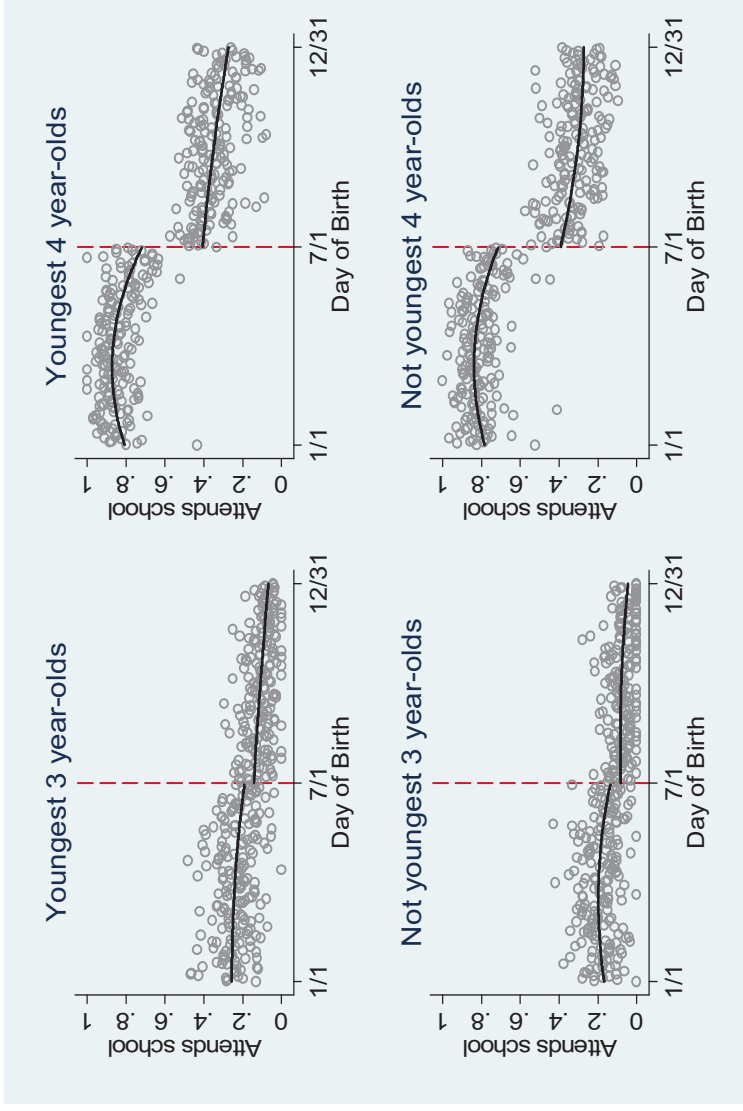 Youngest 3 year-olds
Attends school
1
.8
.6
.4
.2
0
1/1 7/1 12/31
Day of Birth
Youngest 4 year-olds
Attends school
1
.8
.6
.4
.2
0
1/1 7/1 12/31
Day of Birth
Not youngest 3 year-olds
Attends school
1
.8
.6
.4
.2
0
1/1 7/1 12/31
Day of Birth
Not youngest 4 year-olds
Attends school
1
.8
.6
.4
.2
0
1/1 7/1 12/31
Day of Birth